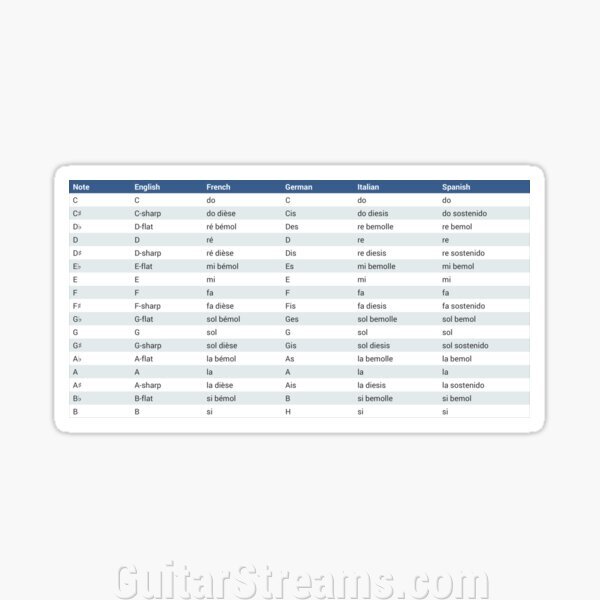 Note English French German Italian Spanish
C C do C do do
C♯ C-sharp do dièse Cis do diesis do sostenido
D♭ D-flat ré bémol Des re bemolle re bemol
D D ré D re re
D♯ D-sharp ré dièse Dis re diesis re sostenido
E♭ E-flat mi bémol Es mi bemolle mi bemol
E E mi E mi mi
F F fa F fa fa
F♯ F-sharp fa dièse Fis fa diesis fa sostenido
G♭ G-flat sol bémol Ges sol bemolle sol bemol
G G sol G sol sol
G♯ G-sharp sol dièse Gis sol diesis sol sostenido
A♭ A-flat la bémol As la bemolle la bemol
A A la A la la
A♯ A-sharp la dièse Ais la diesis la sostenido
B♭ B-flat si bémol B si bemolle si bemol
B B si H si si
GuitarStreams.com